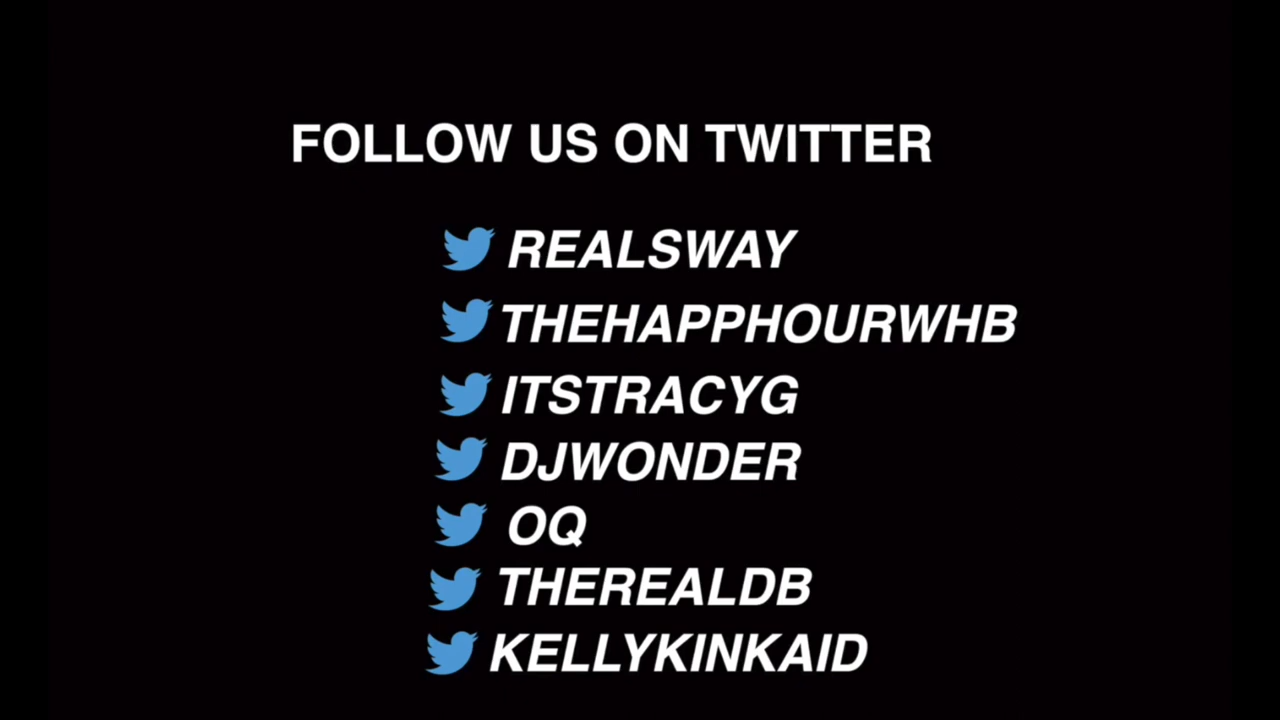 FOLLOW US ON TWITTER
REALSWAY
THEHAPPHOURWHB
ITSTRACYG
DJWONDER
OQ
THEREALDB
KELLYKINKAID